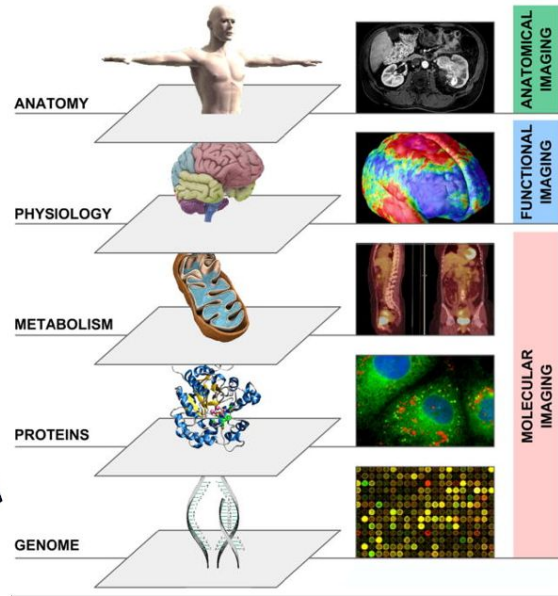 ANATOMY
ANATOMICAL
IMAGING
PHYSIOLOGY
FUNCTIONAL
IMAGING
METABOLISM
PROTEINS
GENOME
MOLECULAR
IMAGING